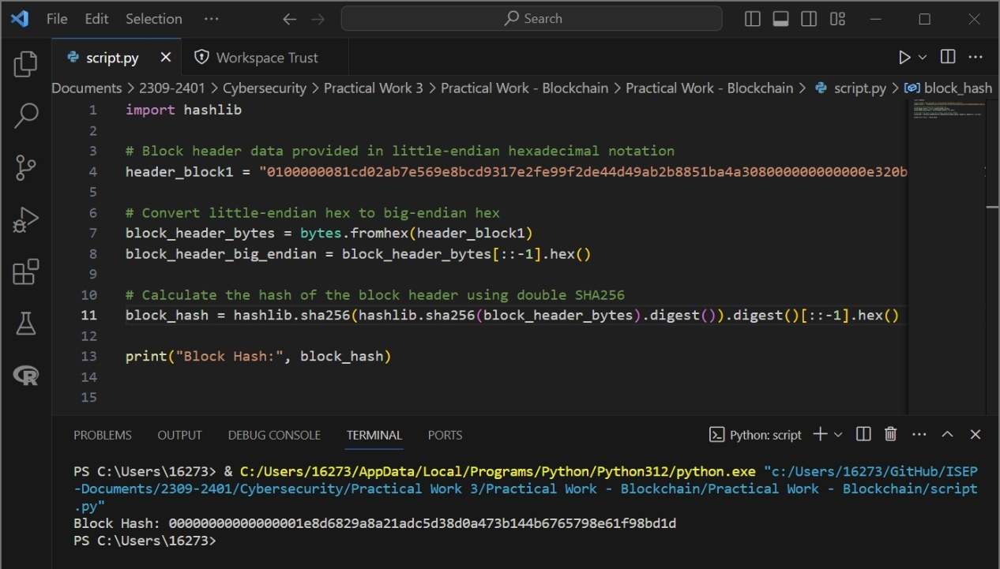 File Edit Selection ··· Search
script.py Workspace Trust
Documents > 2309-2401 > Cybersecurity > Practical Work 3 > Practical Work - Blockchain > Practical Work - Blockchain > script.py > block_hash
1 import hashlib
2
3 # Block header data provided in little-endian hexadecimal notation
4 header_block1 = "0100000081cd02ab7e569e8bcd9317e2fe99f2de44d49ab2b8851ba4a308000000000000e320b
5
6 # Convert little-endian hex to big-endian hex
7 block_header_bytes = bytes.fromhex(header_block1)
8 block_header_big_endian = block_header_bytes[::-1].hex()
9
10 # Calculate the hash of the block header using double SHA256
11 block_hash = hashlib.sha256(hashlib.sha256(block_header_bytes).digest()).digest()[::-1].hex()
12
13 print("Block Hash:", block_hash)
14
15
PROBLEMS OUTPUT DEBUG CONSOLE TERMINAL PORTS Python: script
PS C:\Users\16273> & C:/Users/16273/AppData/Local/Programs/Python/Python312/python.exe "c:/Users/16273/GitHub/ISEP
-Documents/2309-2401/Cybersecurity/Practical Work 3/Practical Work - Blockchain/Practical Work - Blockchain/script
.py"
Block Hash: 00000000000000001e8d6829a8a21adc5d38d0a473b144b6765798e61f98bd1d
PS C:\Users\16273>